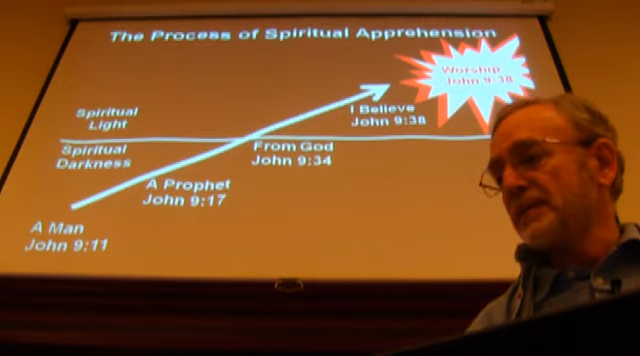 The Process of Spiritual Apprehension
Worship
John 9:38
I Believe
John 9:38
Spiritual
Light
Spiritual
Darkness
From God
John 9:34
A Prophet
John 9:17
A Man
John 9:11